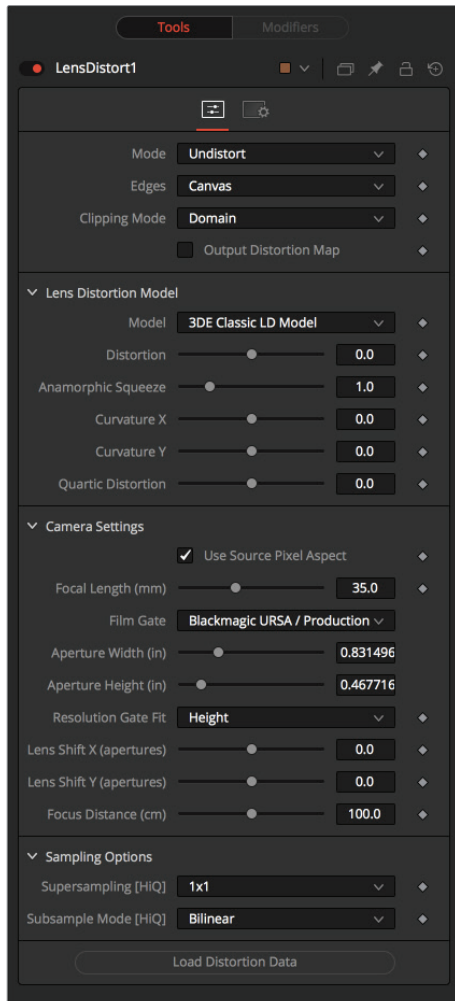 Tools Modifiers
LensDistort1
Mode Undistort
Edges Canvas
Clipping Mode Domain
Output Distortion Map
Lens Distortion Model
Model 3DE Classic LD Model
Distortion 0.0
Anamorphic Squeeze 1.0
Curvature X 0.0
Curvature Y 0.0
Quartic Distortion 0.0
Camera Settings
Use Source Pixel Aspect
Focal Length (mm) 35.0
Film Gate Blackmagic URSA / Production
Aperture Width (in) 0.831496
Aperture Height (in) 0.467716
Resolution Gate Fit Height
Lens Shift X (apertures) 0.0
Lens Shift Y (apertures) 0.0
Focus Distance (cm) 100.0
Sampling Options
Supersampling [HiQ] 1x1
Subsample Mode [HiQ] Bilinear
Load Distortion Data